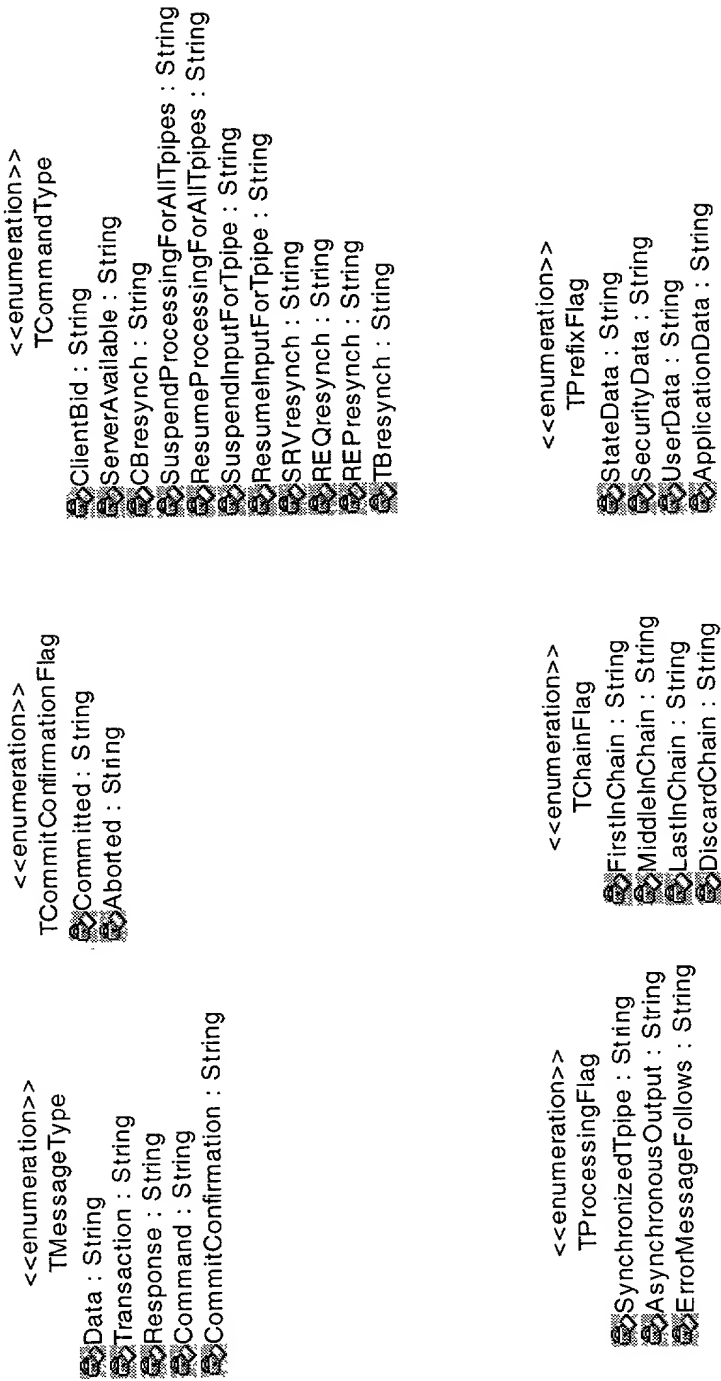 <<enumeration>>
TMessageType
Data : String
Transaction : String
Response : String
Command : String
CommitConfirmation : String
<<enumeration>>
TCommitConfirmationFlag
Committed : String
Aborted : String
<<enumeration>>
TCommandType
ClientBid : String
ServerAvailable : String
CBresynch : String
SuspendProcessingForAllTpipes : String
ResumeProcessingForAllTpipes : String
SuspendInputForTpipe : String
ResumeInputForTpipe : String
SRVresynch : String
REQresynch : String
REPresynch : String
TBresynch : String
<<enumeration>>
TProcessingFlag
SynchronizedTpipe : String
AsynchronousOutput : String
ErrorMessageFollows : String
<<enumeration>>
TChainFlag
FirstInChain : String
MiddleInChain : String
LastInChain : String
DiscardChain : String
<<enumeration>>
TPrefixFlag
StateData : String
SecurityData : String
UserData : String
ApplicationData : String